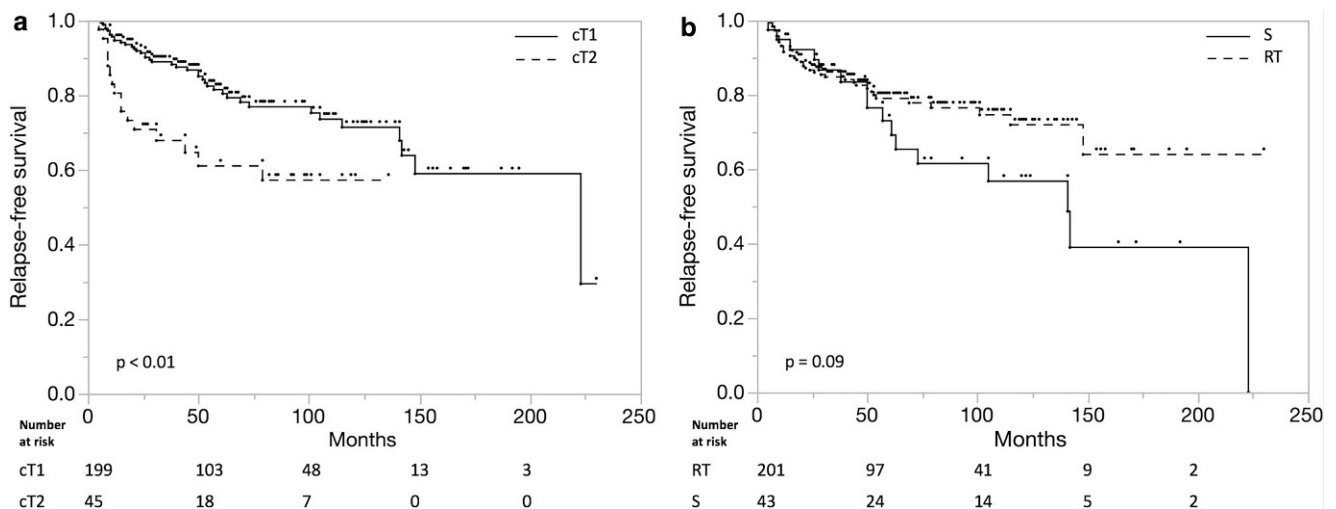 a
1.0
cT1
cT2
0.8
0.6
0.4
0.2
0.0
Relapse-free survival
p < 0.01
0 50 100 150 200 250
Months
Number
at risk
cT1 199 103 48 13 3
cT2 45 18 7 0 0
b
1.0
S
RT
0.8
0.6
0.4
0.2
0.0
Relapse-free survival
p = 0.09
0 50 100 150 200 250
Months
Number
at risk
RT 201 97 41 9 2
S 43 24 14 5 2